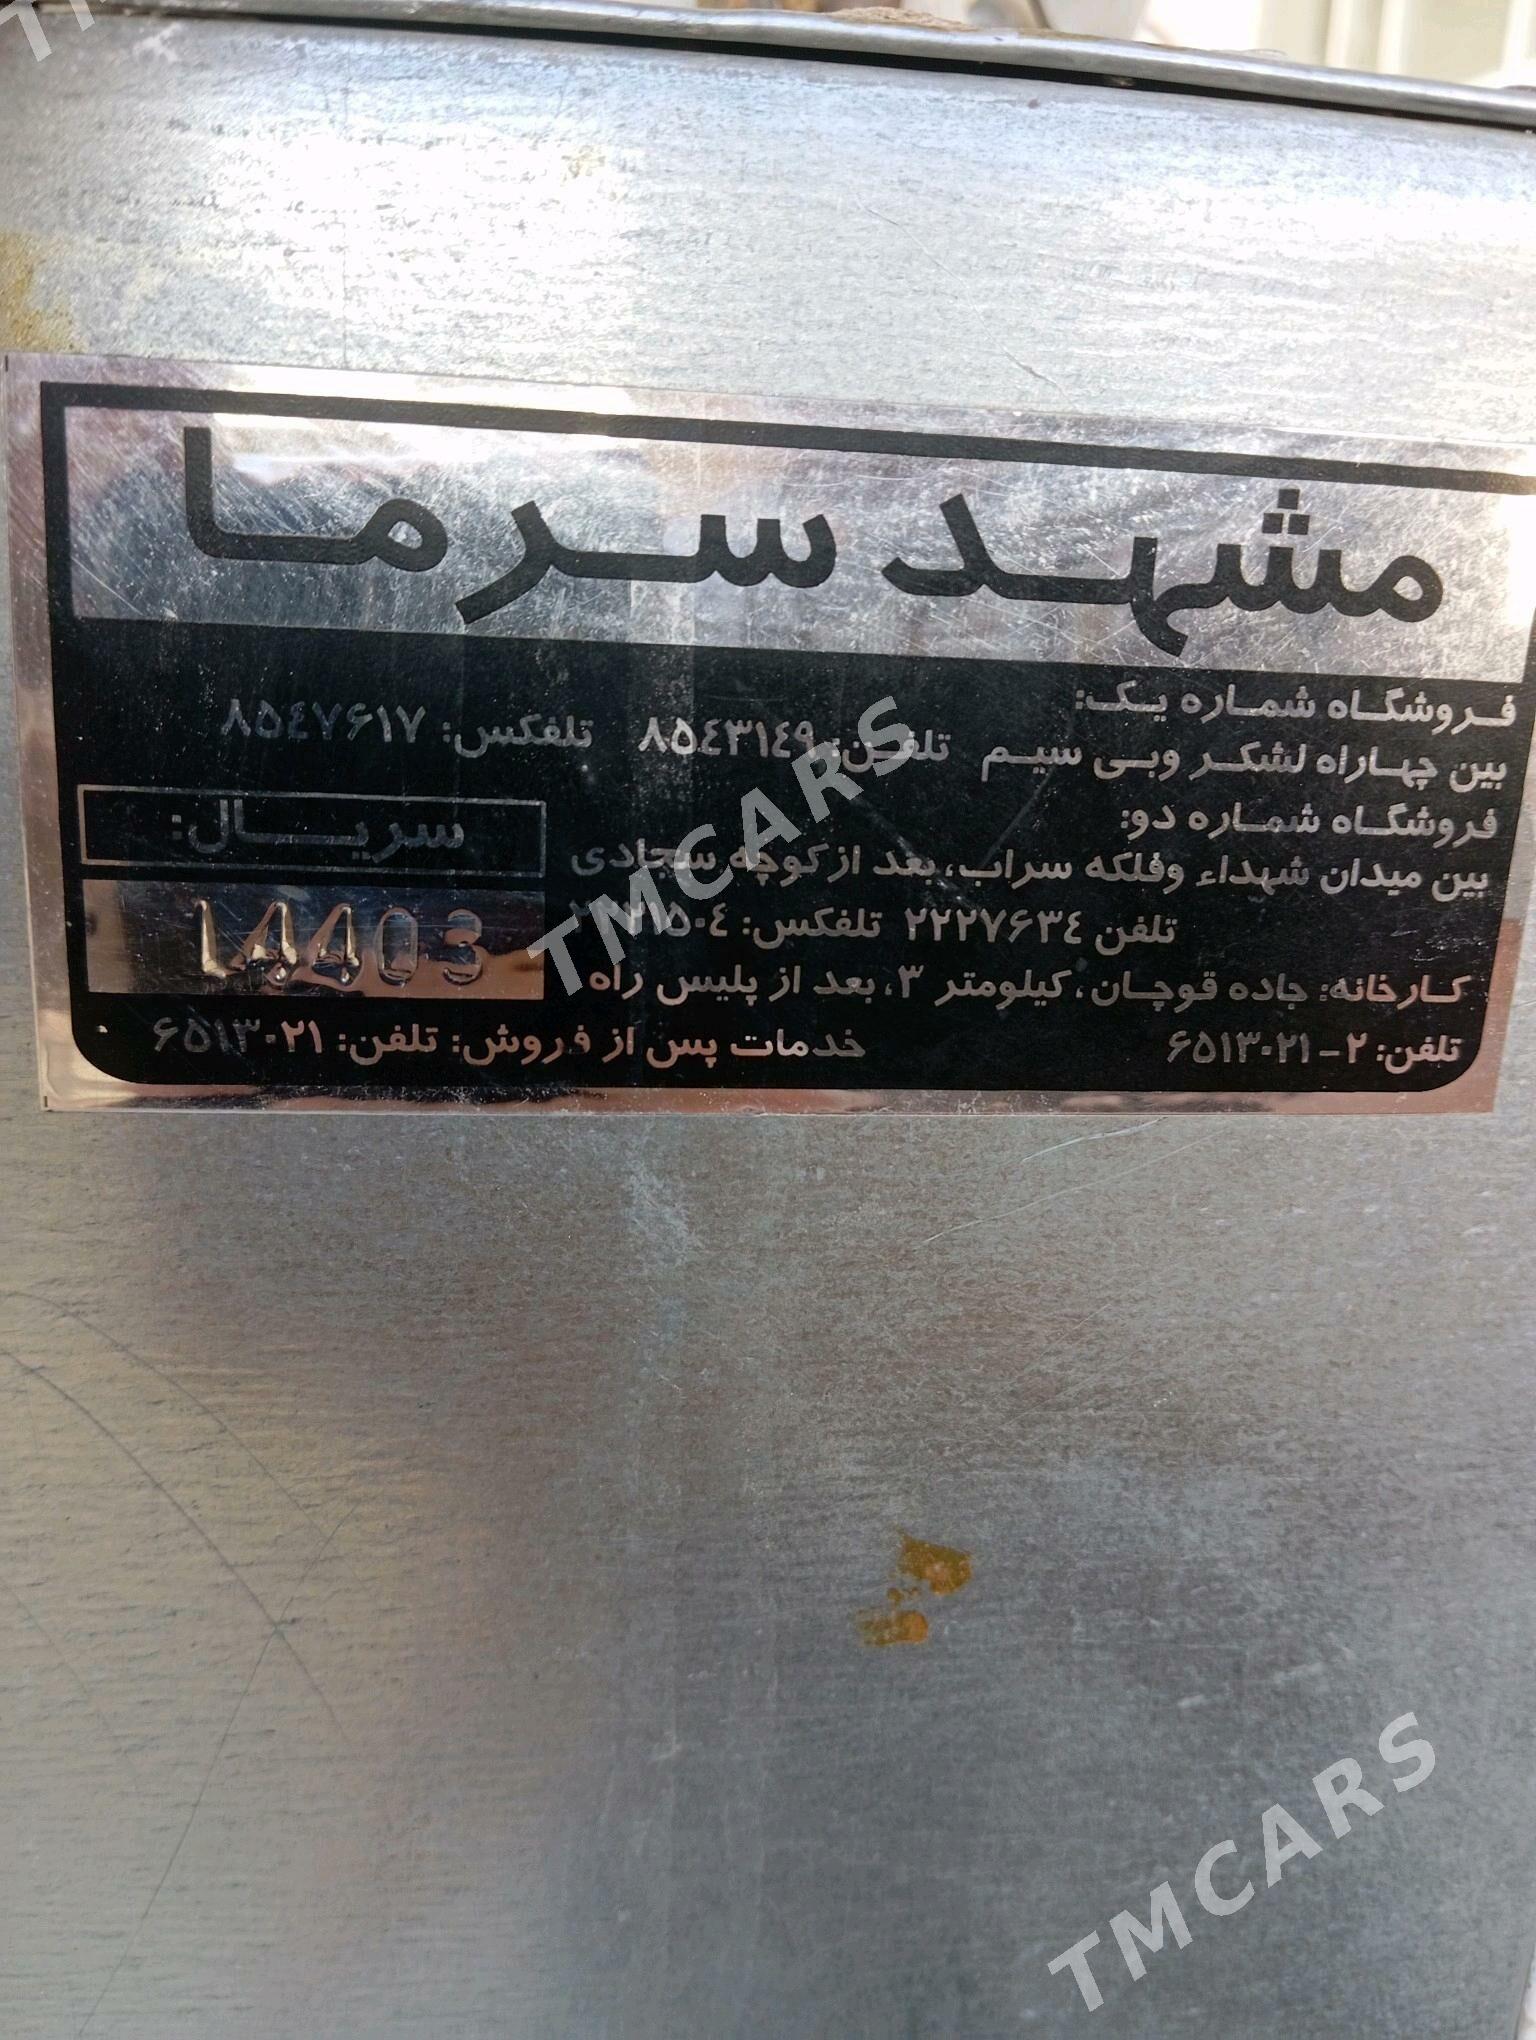 مشهد سرما
فروشگاه شماره یک:
بین چهاراه لشکر وبی سیم تلفن: ۸۵۴۳۱۴۹ تلفکس: ۸۵۴۷۶۱۷
فروشگاه شماره دو:
بین میدان شهداء وفلکه سراب، بعد از کوچه سجادی
تلفن ۲۲۲۷۶۳۴ تلفکس: ۲۲۳۱۵۰۴
کارخانه: جاده قوچان، کیلومتر ۳، بعد از پلیس راه
تلفن: ۲-۶۵۱۳۰۲۱
خدمات پس از فروش: تلفن: ۶۵۱۳۰۲۱
سریال:
14403
TMCARS
TMCARS